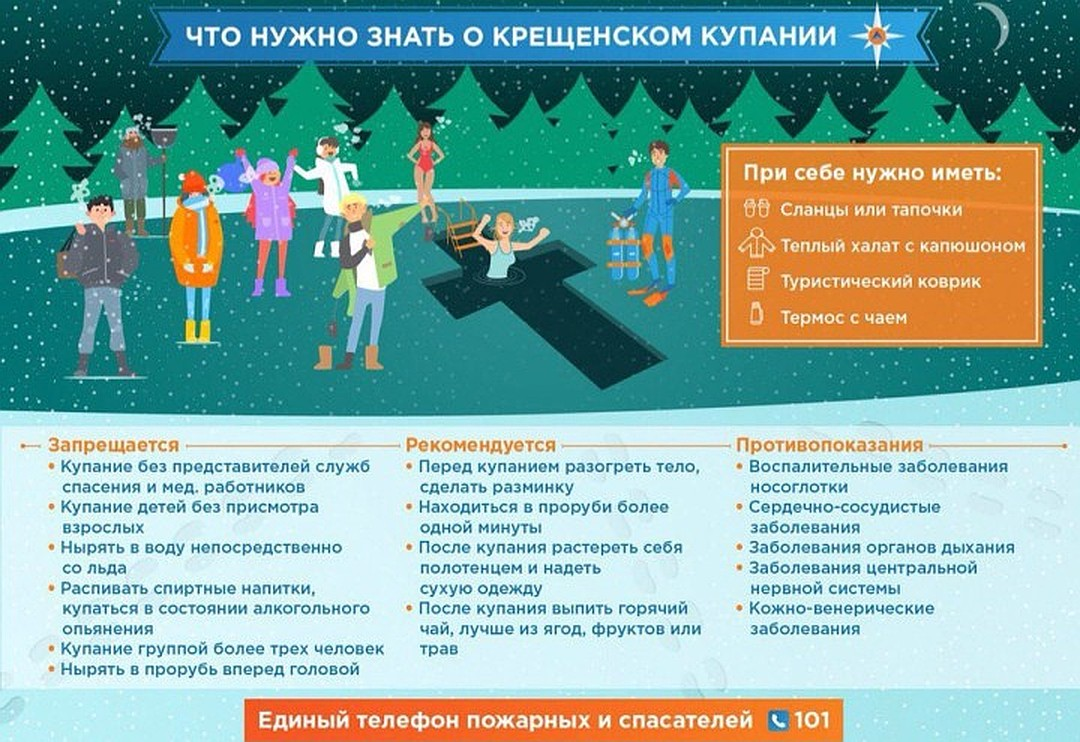 ЧТО НУЖНО ЗНАТЬ О КРЕЩЕНСКОМ КУПАНИИ
При себе нужно иметь:
Сланцы или тапочки
Теплый халат с капюшоном
Туристический коврик
Термос с чаем
Запрещается
• Купание без представителей служб
спасения и мед. работников
• Купание детей без присмотра
взрослых
• Нырять в воду непосредственно
со льда
• Распивать спиртные напитки,
купаться в состоянии алкогольного
опьянения
• Купание группой более трех человек
• Нырять в прорубь вперед головой
Рекомендуется
• Перед купанием разогреть тело,
сделать разминку
• Находиться в проруби более
одной минуты
• После купания растереть себя
полотенцем и надеть
сухую одежду
• После купания выпить горячий
чай, лучше из ягод, фруктов или
трав
Противопоказания
• Воспалительные заболевания
носоглотки
• Сердечно-сосудистые
заболевания
• Заболевания органов дыхания
• Заболевания центральной
нервной системы
• Кожно-венерические
заболевания
Единый телефон пожарных и спасателей 101